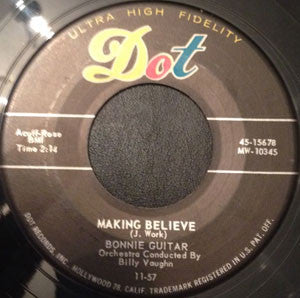 ULTRA HIGH FIDELITY
Dot
Acuff-Rose
BMI
Time 2:14
45-15678
MW-10345
MAKING BELIEVE
(J. Work)
BONNIE GUITAR
Orchestra Conducted By
Billy Vaughn
11-57
DOT RECORDS, INC., HOLLYWOOD 28, CALIF. TRADEMARK REGISTERED IN U.S. PAT. OFF.